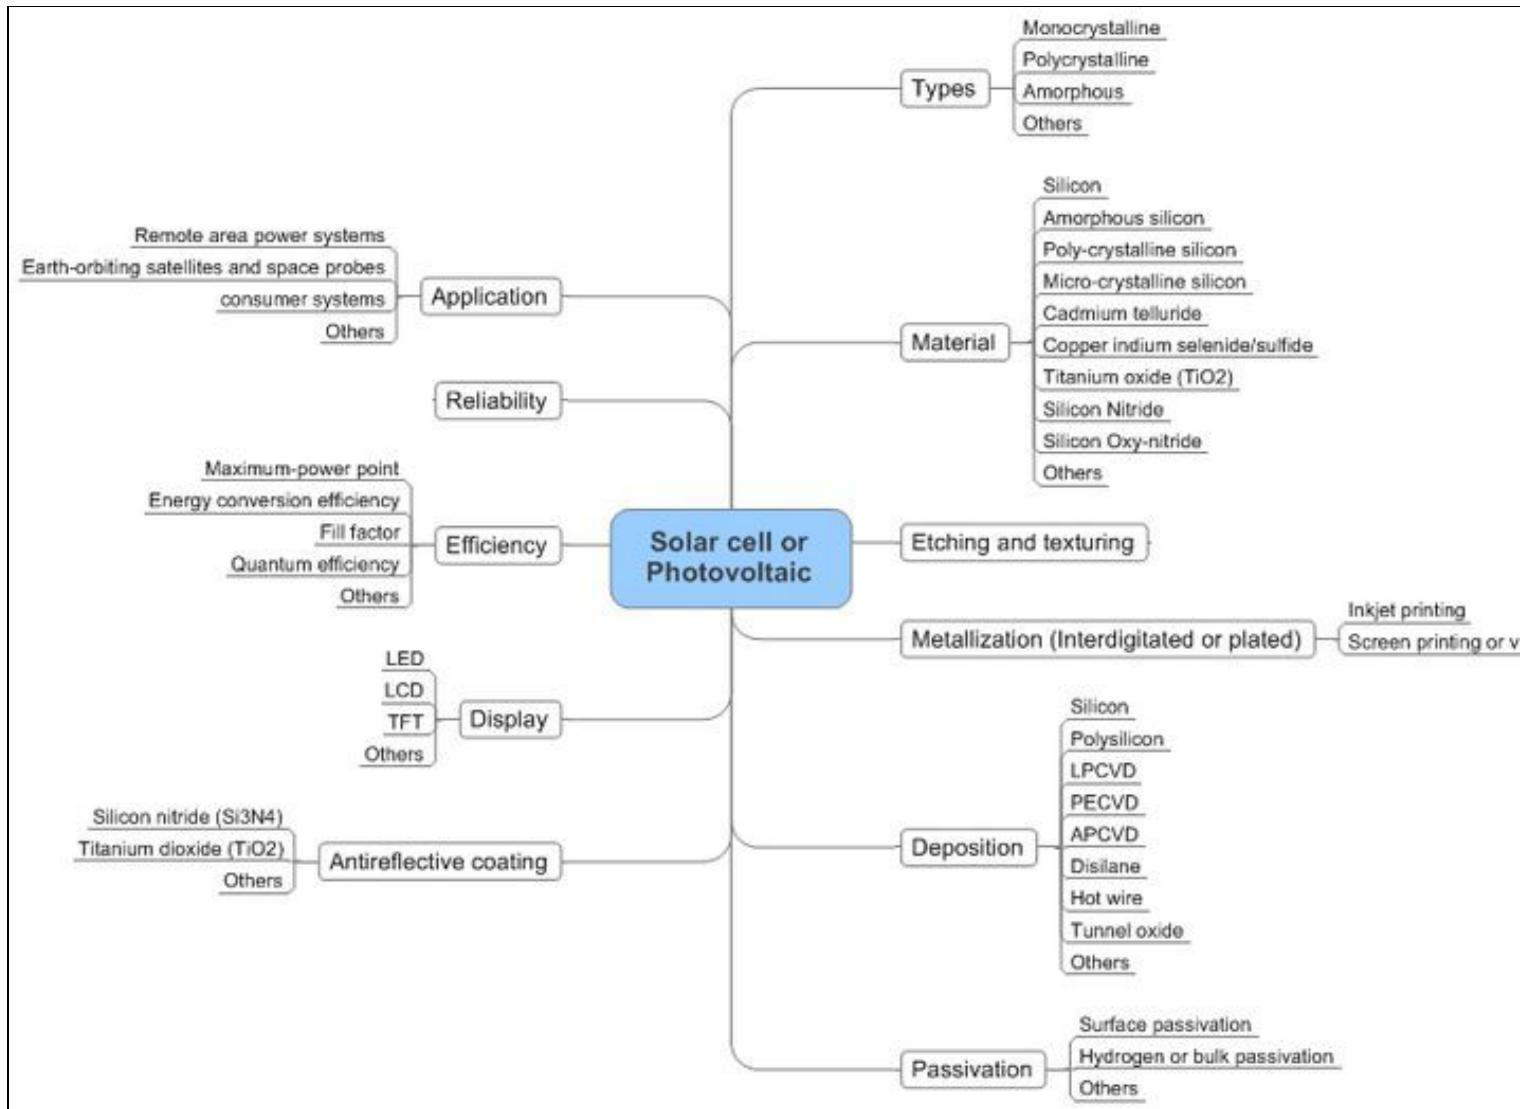 Solar cell or
Photovoltaic
Types
Monocrystalline
Polycrystalline
Amorphous
Others
Material
Silicon
Amorphous silicon
Poly-crystalline silicon
Micro-crystalline silicon
Cadmium telluride
Copper indium selenide/sulfide
Titanium oxide (TiO2)
Silicon Nitride
Silicon Oxy-nitride
Others
Etching and texturing
Metallization (Interdigitated or plated)
Inkjet printing
Screen printing or
Deposition
Silicon
Polysilicon
LPCVD
PECVD
APCVD
Disilane
Hot wire
Tunnel oxide
Others
Passivation
Surface passivation
Hydrogen or bulk passivation
Others
Application
Remote area power systems
Earth-orbiting satellites and space probes
consumer systems
Others
Reliability
Efficiency
Maximum-power point
Energy conversion efficiency
Fill factor
Quantum efficiency
Others
Display
LED
LCD
TFT
Others
Antireflective coating
Silicon nitride (Si3N4)
Titanium dioxide (TiO2)
Others